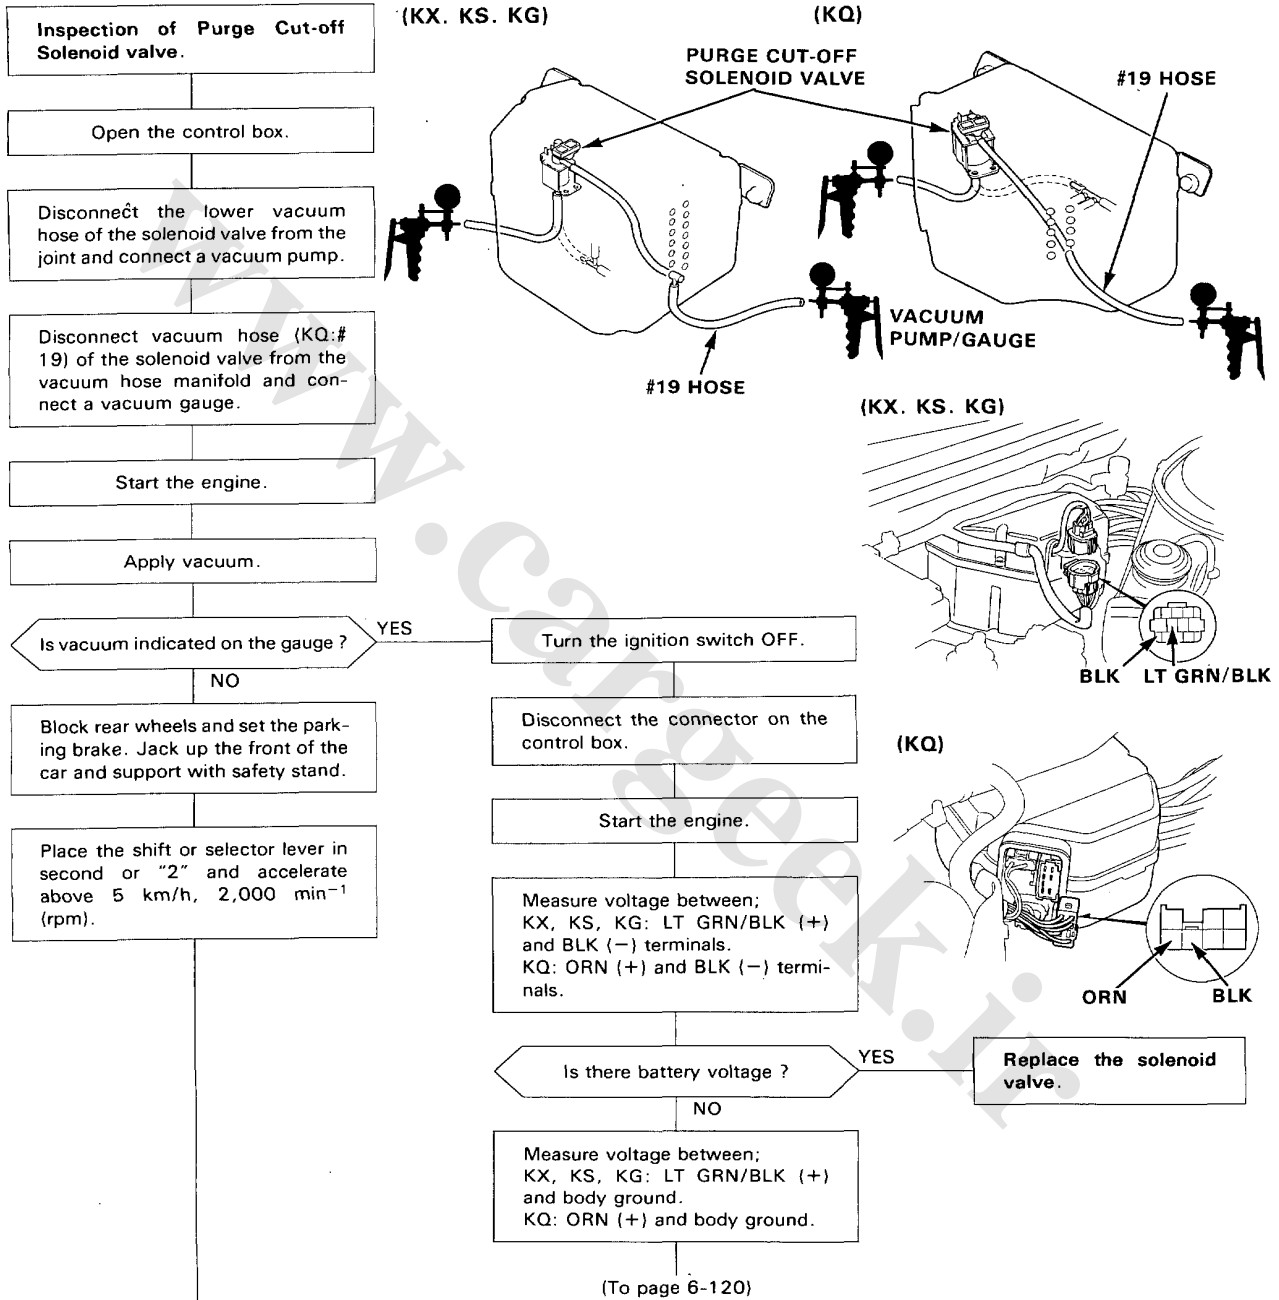 Inspection of Purge Cut-off
Solenoid valve.
Open the control box.
Disconnect the lower vacuum
hose of the solenoid valve from the
joint and connect a vacuum pump.
Disconnect vacuum hose (KQ:#
19) of the solenoid valve from the
vacuum hose manifold and con-
nect a vacuum gauge.
Start the engine.
Apply vacuum.
Is vacuum indicated on the gauge ?
YES
NO
Block rear wheels and set the park-
ing brake. Jack up the front of the
car and support with safety stand.
Place the shift or selector lever in
second or "2" and accelerate
above 5 km/h, 2,000 min⁻¹
(rpm).
Turn the ignition switch OFF.
Disconnect the connector on the
control box.
Start the engine.
Measure voltage between;
KX, KS, KG: LT GRN/BLK (+)
and BLK (−) terminals.
KQ: ORN (+) and BLK (−) termi-
nals.
Is there battery voltage ?
YES
Replace the solenoid
valve.
NO
Measure voltage between;
KX, KS, KG: LT GRN/BLK (+)
and body ground.
KQ: ORN (+) and body ground.
(To page 6-120)
(KX. KS. KG)
(KQ)
PURGE CUT-OFF
SOLENOID VALVE
#19 HOSE
VACUUM
PUMP/GAUGE
#19 HOSE
(KX. KS. KG)
BLK LT GRN/BLK
(KQ)
ORN BLK
www.cargeek.ir